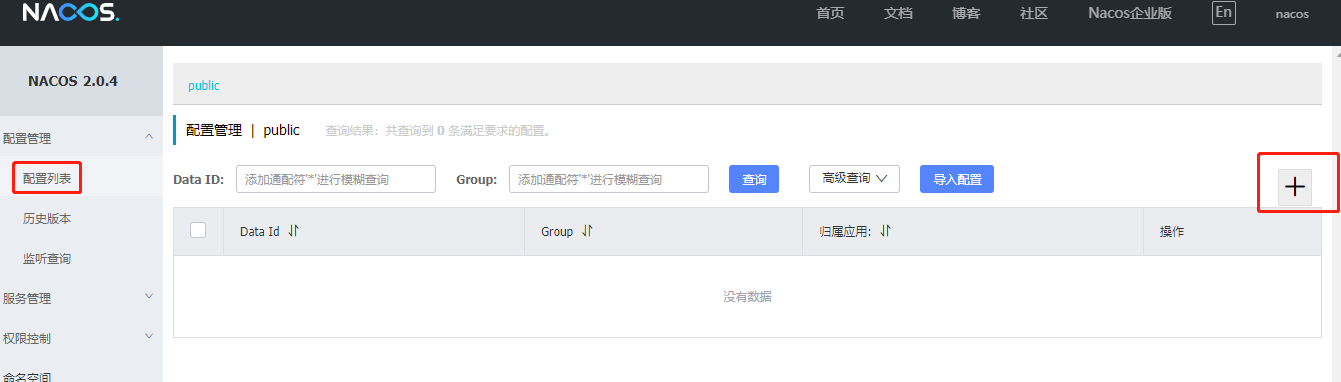 NACOS.
首页 文档 博客 社区 Nacos企业版 En nacos
NACOS 2.0.4
public
配置管理
配置管理 | public 查询结果：共查询到 0 条满足要求的配置。
配置列表
Data ID: 添加通配符'*'进行模糊查询 Group: 添加通配符'*'进行模糊查询 查询 高级查询 导入配置
历史版本
Data Id Group 归属应用: 操作
监听查询
服务管理
没有数据
权限控制
命名空间